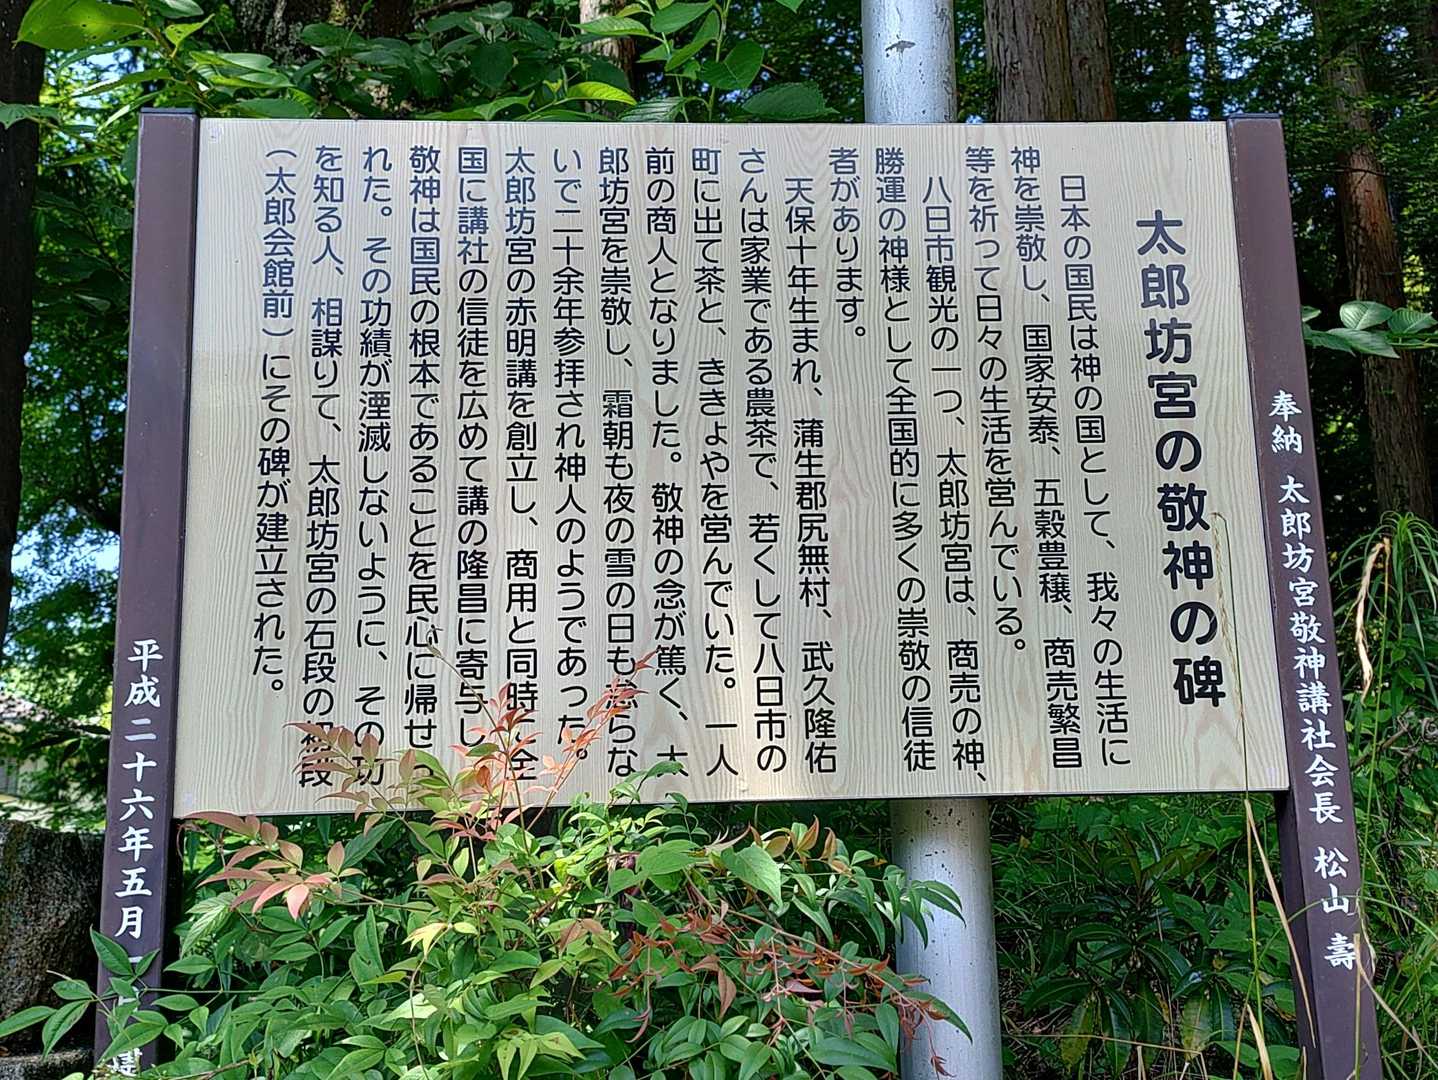 奉納 太郎坊宮敬神講社会長 松山 壽
太郎坊宮の敬神の碑
日本の国民は神の国として、我々の生活に
神を崇敬し、国家安泰、五穀豊穣、商売繁昌
等を祈って日々の生活を営んでいる。
八日市観光の一つ、太郎坊宮は、商売の神、
勝運の神様として全国的に多くの崇敬の信徒
者があります。
天保十年生まれ、蒲生郡尻無村、武久隆佑
さんは家業である農茶で、若くして八日市の
町に出て茶と、ききょやを営んでいた。一人
前の商人となりました。敬神の念が篤く、太
郎坊宮を崇敬し、霜朝も夜の雪の日も怠らな
いで二十余年参拝され神人のようであった。
太郎坊宮の赤明講を創立し、商用と同時に全
国に講社の信徒を広めて講の隆昌に寄与し
敬神は国民の根本であることを民心に帰せら
れた。その功績が湮滅しないように、その功
を知る人、相謀りて、太郎坊宮の石段の初段
（太郎会館前）にその碑が建立された。
平成二十六年五月 建